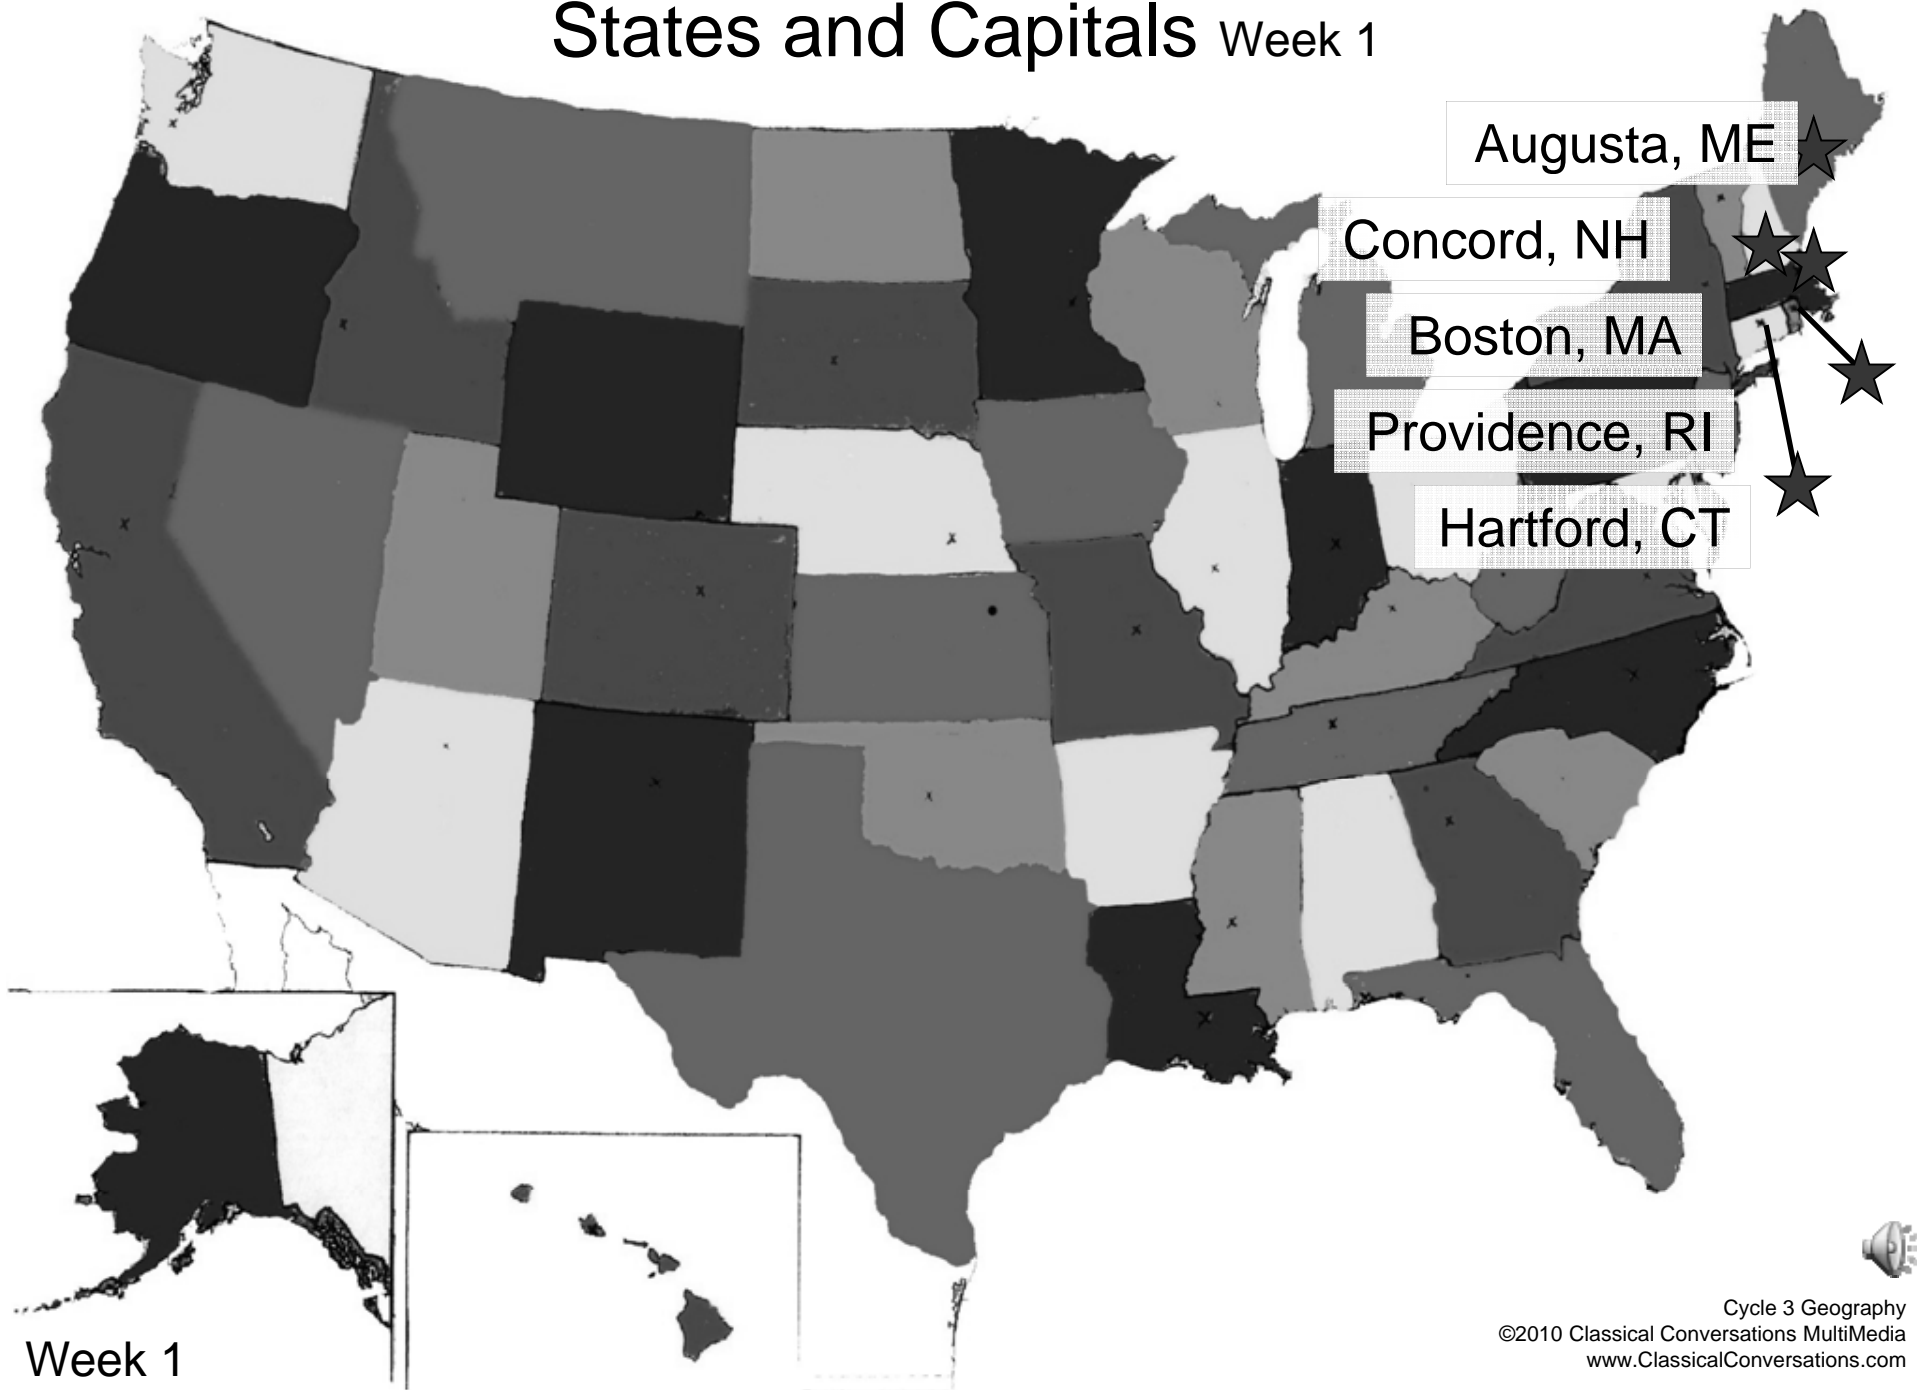 States and Capitals Week 1
Augusta, ME
Concord, NH
Boston, MA
Providence, RI
Hartford, CT
Week 1
Cycle 3 Geography
©2010 Classical Conversations MultiMedia
www.ClassicalConversations.com